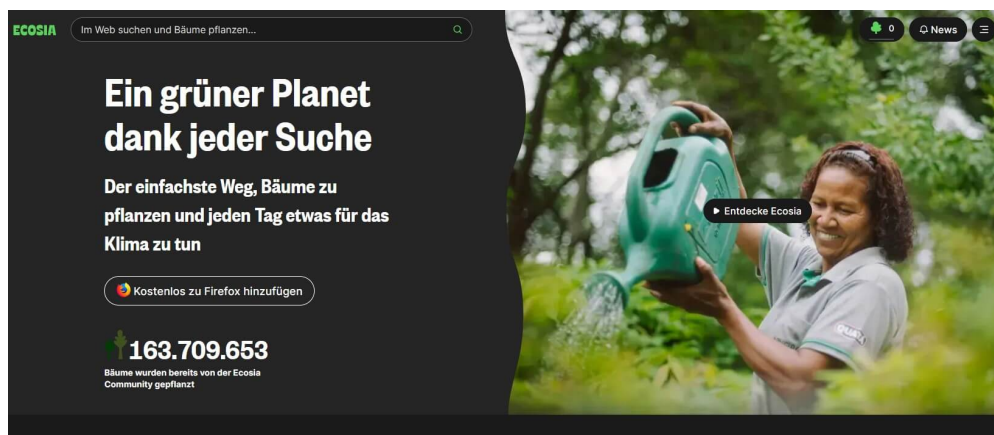 ECOSIA
Im Web suchen und Bäume pflanzen...
0
News
Ein grüner Planet
dank jeder Suche
Der einfachste Weg, Bäume zu
pflanzen und jeden Tag etwas für das
Klima zu tun
Kostenlos zu Firefox hinzufügen
163.709.653
Bäume wurden bereits von der Ecosia
Community gepflanzt
Entdecke Ecosia